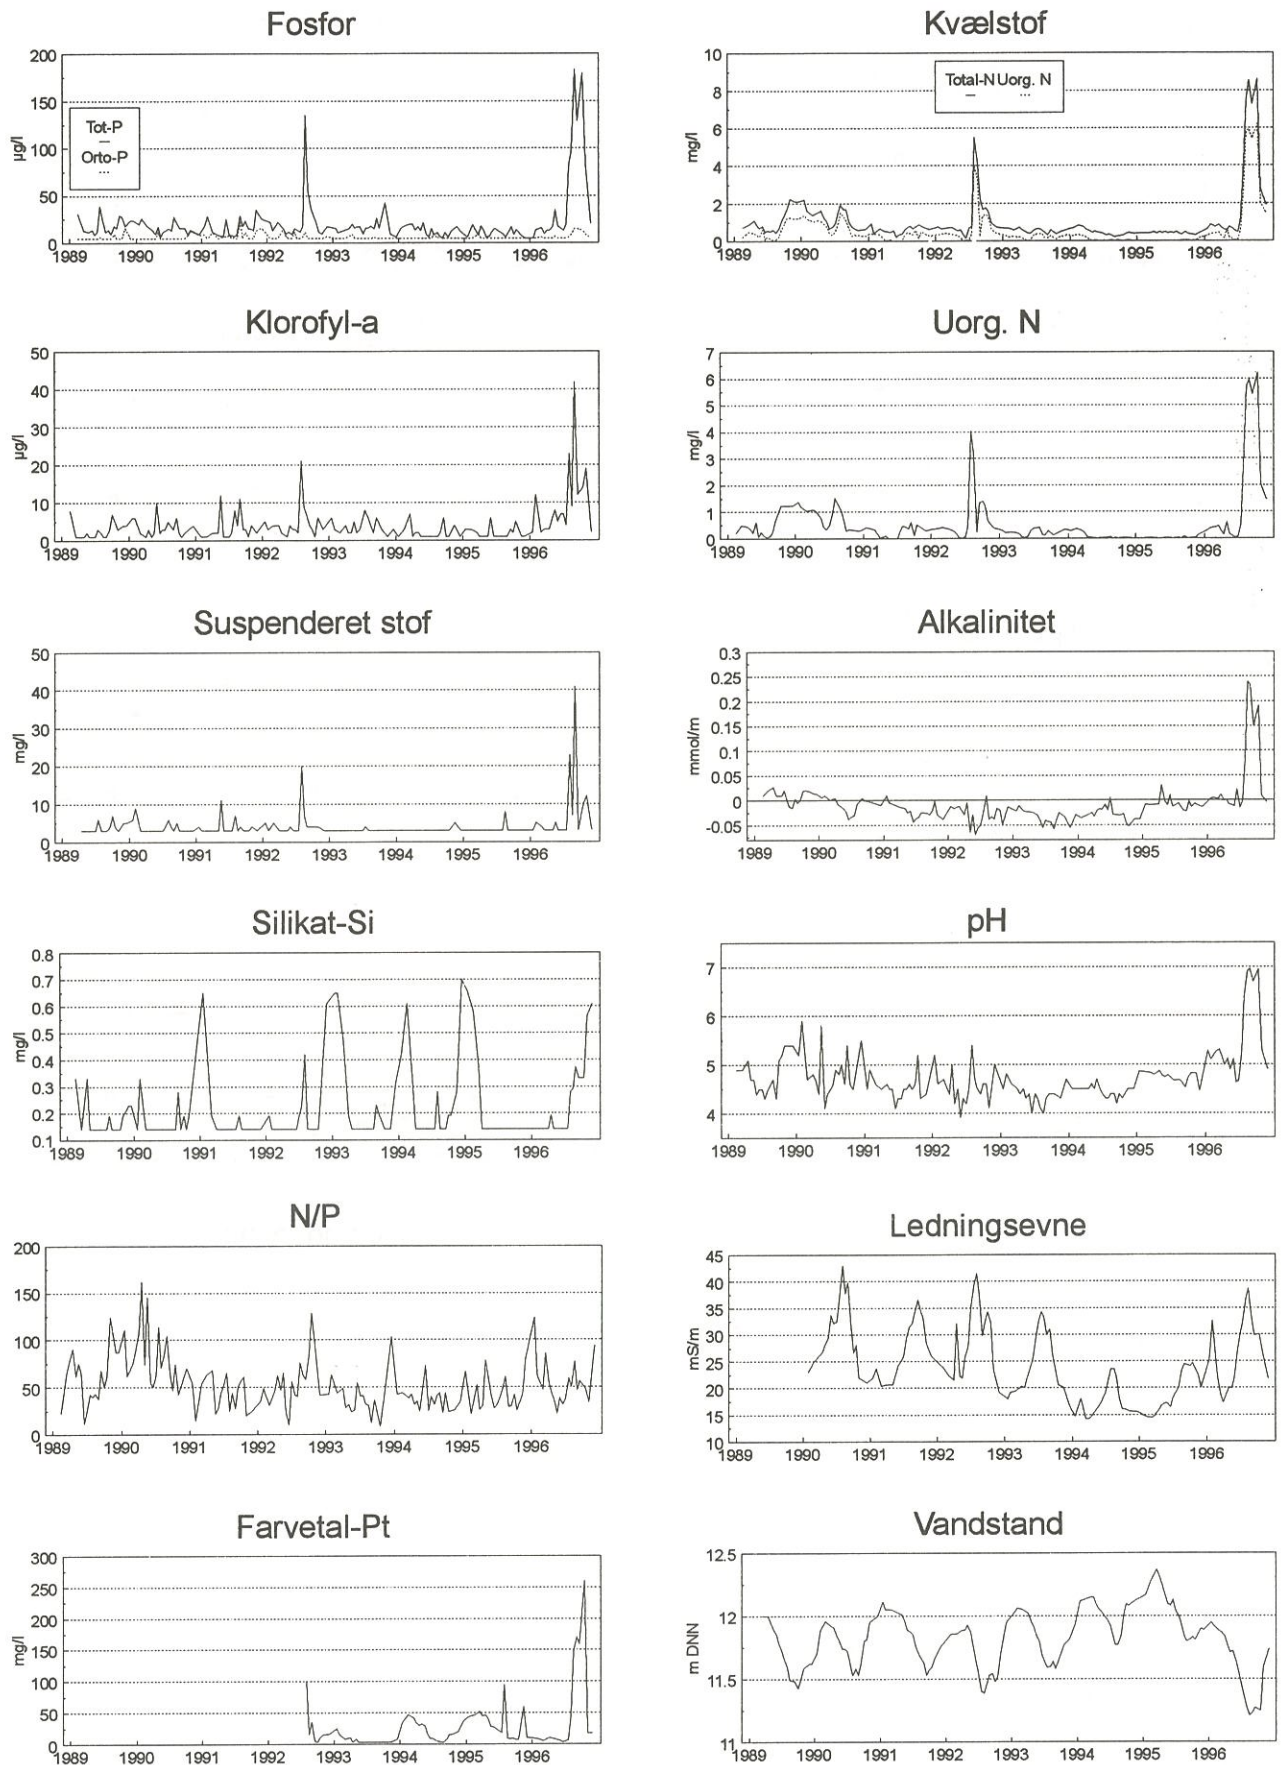 Fosfor
200
150
100
50
0
µg/l
Tot-P
Orto-P
1989 1990 1991 1992 1993 1994 1995 1996
Kvælstof
10
8
6
4
2
0
mg/l
Total-N Uorg. N
1989 1990 1991 1992 1993 1994 1995 1996
Klorofyl-a
50
40
30
20
10
0
µg/l
1989 1990 1991 1992 1993 1994 1995 1996
Uorg. N
7
6
5
4
3
2
1
0
mg/l
1989 1990 1991 1992 1993 1994 1995 1996
Suspenderet stof
50
40
30
20
10
0
mg/l
1989 1990 1991 1992 1993 1994 1995 1996
Alkalinitet
0.3
0.25
0.2
0.15
0.1
0.05
0
-0.05
mmol/m
1989 1990 1991 1992 1993 1994 1995 1996
Silikat-Si
0.8
0.7
0.6
0.5
0.4
0.3
0.2
0.1
mg/l
1989 1990 1991 1992 1993 1994 1995 1996
pH
7
6
5
4
1989 1990 1991 1992 1993 1994 1995 1996
N/P
200
150
100
50
0
1989 1990 1991 1992 1993 1994 1995 1996
Ledningsevne
45
40
35
30
25
20
15
10
mS/m
1989 1990 1991 1992 1993 1994 1995 1996
Farvetal-Pt
300
250
200
150
100
50
0
mg/l
1989 1990 1991 1992 1993 1994 1995 1996
Vandstand
12.5
12
11.5
11
m DNN
1989 1990 1991 1992 1993 1994 1995 1996